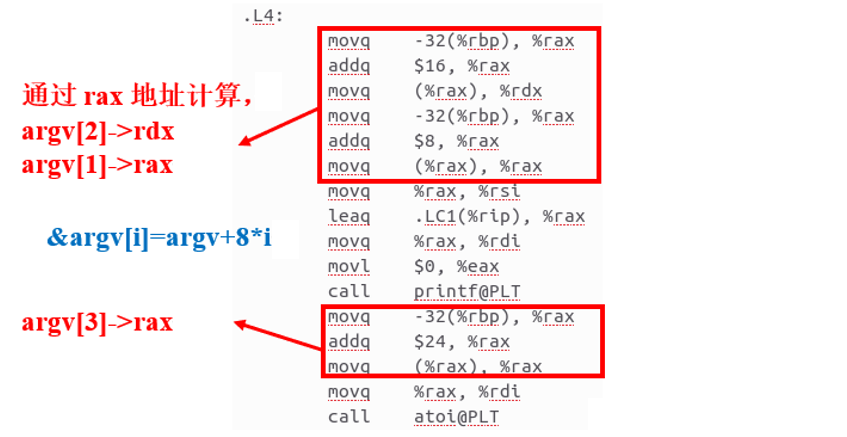 .L4:
movq -32(%rbp), %rax
addq $16, %rax
movq (%rax), %rdx
movq -32(%rbp), %rax
addq $8, %rax
movq (%rax), %rax
movq %rax, %rsi
leaq .LC1(%rip), %rax
movq %rax, %rdi
movl $0, %eax
call printf@PLT
movq -32(%rbp), %rax
addq $24, %rax
movq (%rax), %rax
movq %rax, %rdi
call atoi@PLT
通过 rax 地址计算，
argv[2]->rdx
argv[1]->rax
&argv[i]=argv+8*i
argv[3]->rax